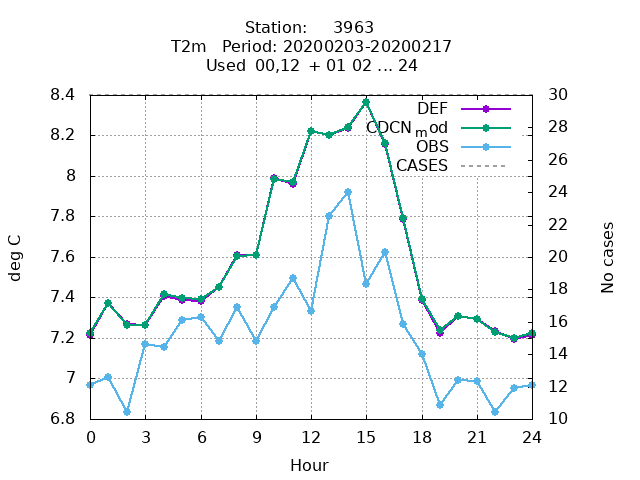 Station: 3963
T2m Period: 20200203-20200217
Used 00,12 + 01 02 ... 24
8.4
8.2
8
7.8
7.6
7.4
7.2
7
6.8
deg C
30
28
26
24
22
20
18
16
14
12
10
No cases
DEF
CDCNmod
OBS
CASES
0 3 6 9 12 15 18 21 24
Hour